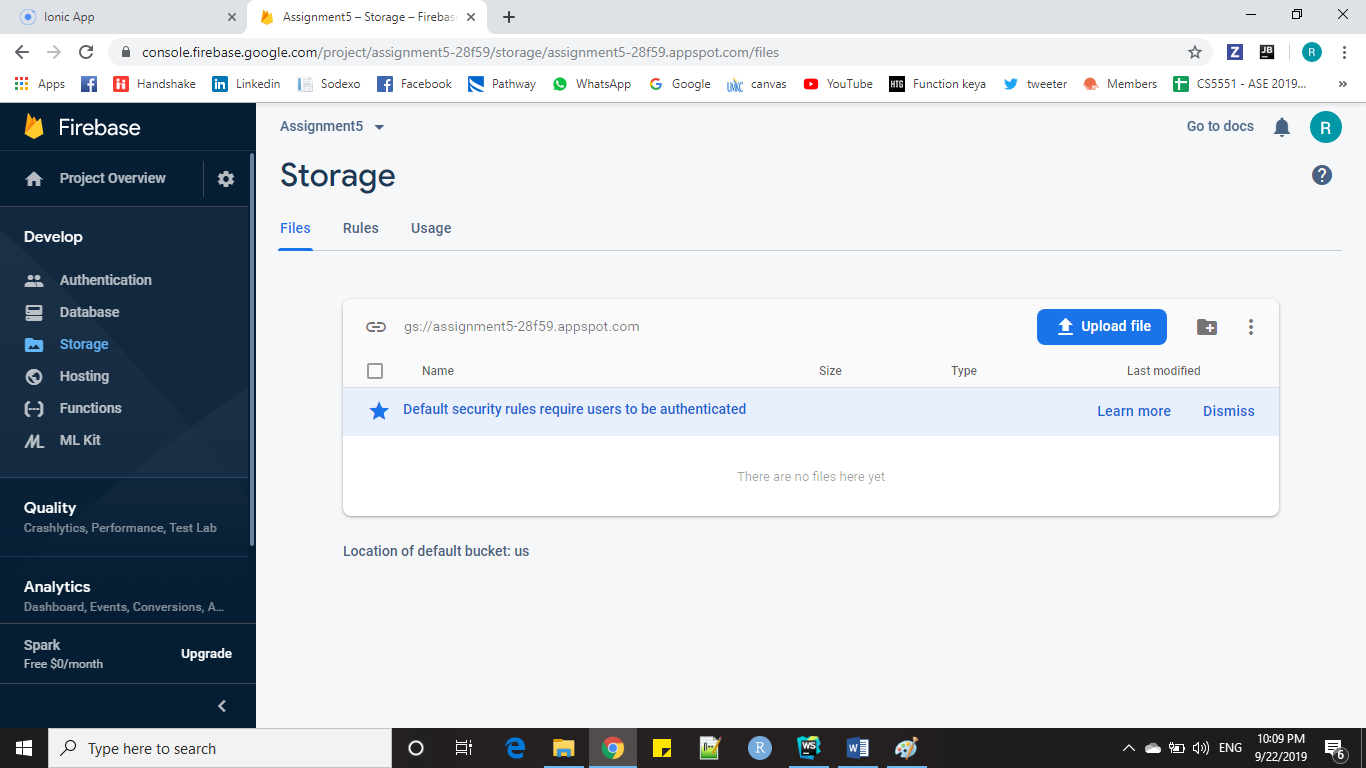 Ionic App
Assignment5 – Storage – Firebas
console.firebase.google.com/project/assignment5-28f59/storage/assignment5-28f59.appspot.com/files
Z JB R
Apps Handshake Linkedin Sodexo Facebook Pathway WhatsApp Google canvas YouTube HTG Function keya tweeter Members CS5551 - ASE 2019... »
Firebase
Project Overview
Develop
Authentication
Database
Storage
Hosting
Functions
ML Kit
Quality
Crashlytics, Performance, Test Lab
Analytics
Dashboard, Events, Conversions, A...
Spark
Free $0/month
Upgrade
Assignment5
Go to docs
R
Storage
Files Rules Usage
gs://assignment5-28f59.appspot.com
Upload file
Name Size Type Last modified
Default security rules require users to be authenticated
Learn more Dismiss
There are no files here yet
Location of default bucket: us
Type here to search
R
WS
W
ENG
10:09 PM
9/22/2019
6